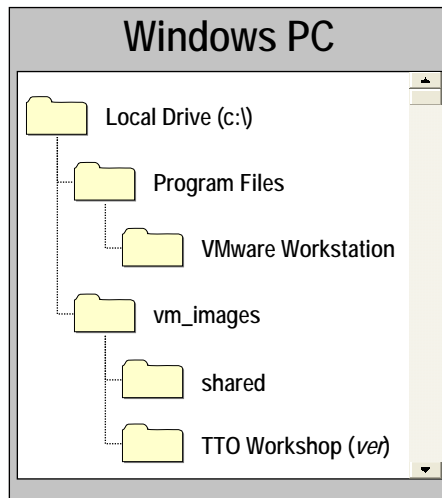 Windows PC
Local Drive (c:\)
Program Files
VMware Workstation
vm_images
shared
TTO Workshop (ver)